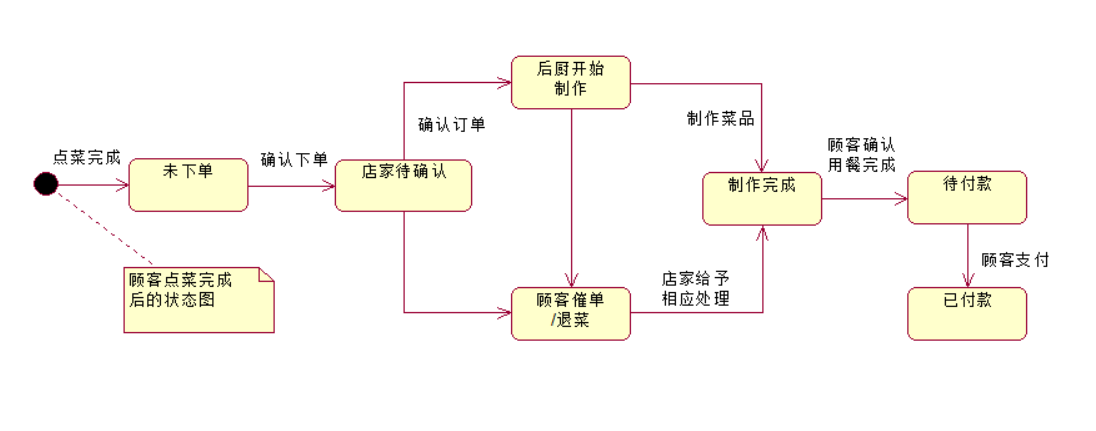 点菜完成
未下单
确认下单
店家待确认
确认订单
后厨开始
制作
制作菜品
顾客催单
/退菜
店家给予
相应处理
制作完成
顾客确认
用餐完成
待付款
顾客支付
已付款
顾客点菜完成
后的状态图